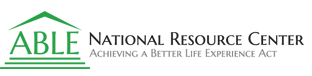 ABLE
National Resource Center
Achieving a Better Life Experience Act